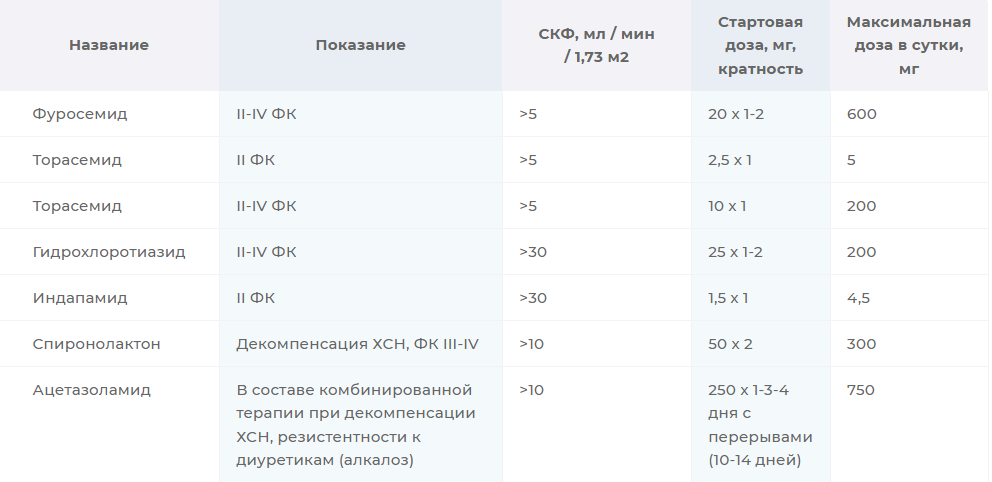 Название
Показание
СКФ, мл / мин
/ 1,73 м2
Стартовая
доза, мг,
кратность
Максимальная
доза в сутки,
мг
Фуросемид
II-IV ФК
>5
20 х 1-2
600
Торасемид
II ФК
>5
2,5 х 1
5
Торасемид
II-IV ФК
>5
10 х 1
200
Гидрохлоротиазид
II-IV ФК
>30
25 х 1-2
200
Индапамид
II ФК
>30
1,5 х 1
4,5
Спиронолактон
Декомпенсация ХСН, ФК III-IV
>10
50 х 2
300
Ацетазоламид
В составе комбинированной
терапии при декомпенсации
ХСН, резистентности к
диуретикам (алкалоз)
>10
250 х 1-3-4
дня с
перерывами
(10-14 дней)
750